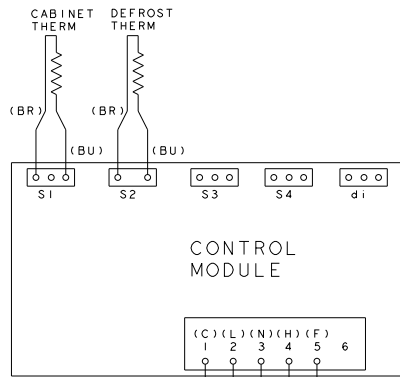 CABINET THERM
DEFROST THERM
(BR)
(BU)
(BR)
(BU)
S1
S2
S3
S4
di
CONTROL
MODULE
(C) (L) (N) (H) (F)
1 2 3 4 5 6